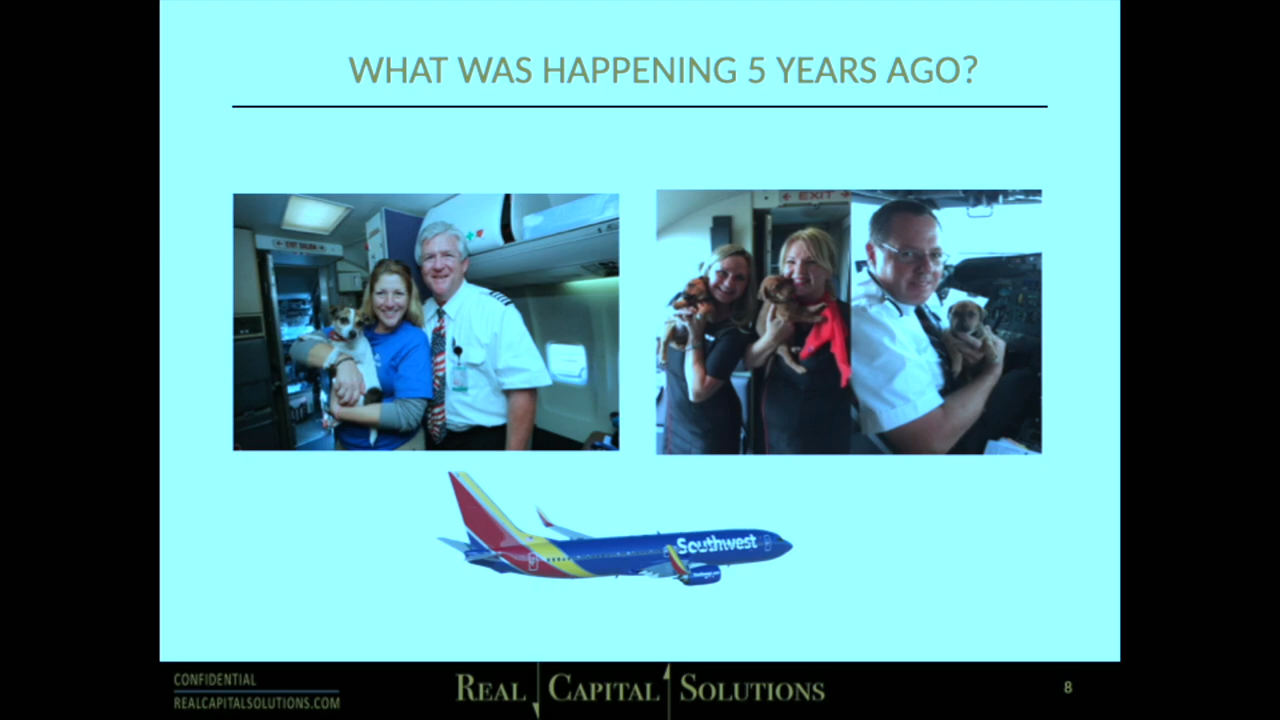 WHAT WAS HAPPENING 5 YEARS AGO?
EXIT
Southwest
CONFIDENTIAL
REALCAPITALSOLUTIONS.COM
REAL CAPITAL SOLUTIONS
8